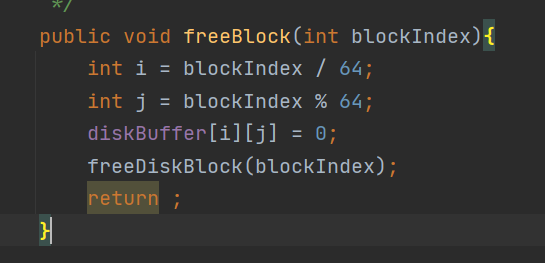 */
public void freeBlock(int blockIndex){
int i = blockIndex / 64;
int j = blockIndex % 64;
diskBuffer[i][j] = 0;
freeDiskBlock(blockIndex);
return ;
}